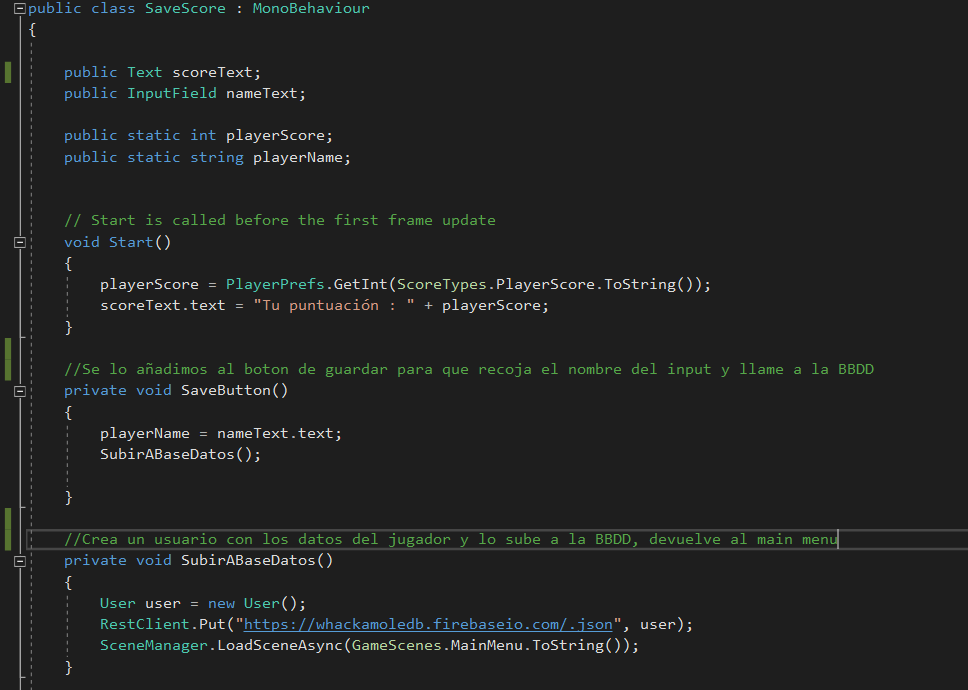 public class SaveScore : MonoBehaviour
{
public Text scoreText;
public InputField nameText;
public static int playerScore;
public static string playerName;
// Start is called before the first frame update
void Start()
{
playerScore = PlayerPrefs.GetInt(ScoreTypes.PlayerScore.ToString());
scoreText.text = "Tu puntuación : " + playerScore;
}
//Se lo añadimos al boton de guardar para que recoja el nombre del input y llame a la BBDD
private void SaveButton()
{
playerName = nameText.text;
SubirABaseDatos();
}
//Crea un usuario con los datos del jugador y lo sube a la BBDD, devuelve al main menu
private void SubirABaseDatos()
{
User user = new User();
RestClient.Put("https://whackamoledb.firebaseio.com/.json", user);
SceneManager.LoadSceneAsync(GameScenes.MainMenu.ToString());
}